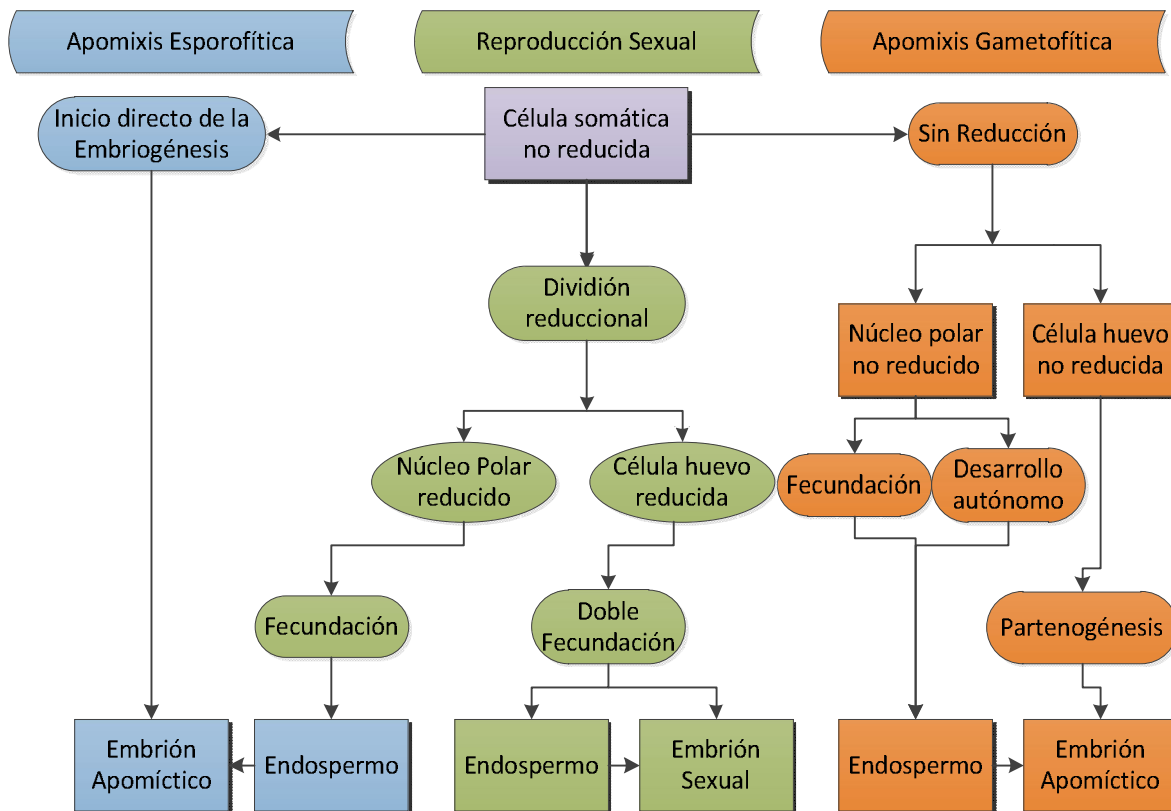 Apomixis Esporofítica
Reproducción Sexual
Apomixis Gametofítica
Inicio directo de la
Embriogénesis
Célula somática
no reducida
Sin Reducción
Dividión
reduccional
Núcleo polar
no reducido
Célula huevo
no reducida
Núcleo Polar
reducido
Célula huevo
reducida
Fecundación
Desarrollo
autónomo
Fecundación
Doble
Fecundación
Partenogénesis
Embrión
Apomíctico
Endospermo
Endospermo
Embrión
Sexual
Endospermo
Embrión
Apomíctico